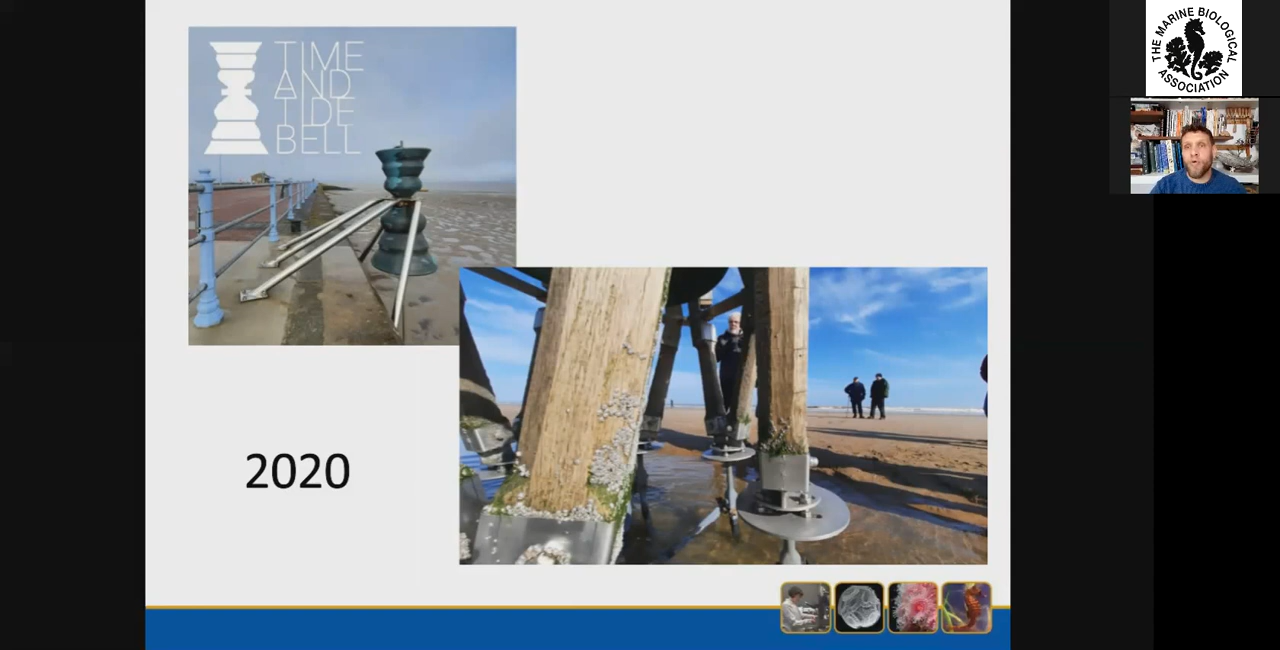 TIME
AND
TIDE
BELL
2020
THE MARINE BIOLOGICAL
ASSOCIATION